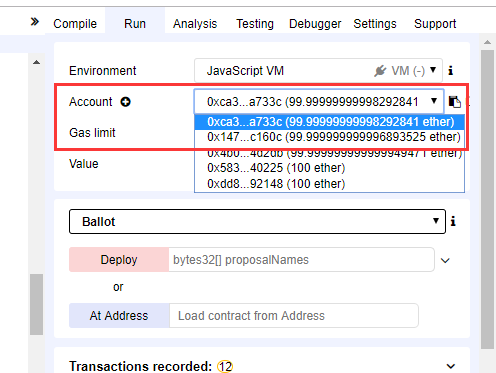 » Compile Run Analysis Testing Debugger Settings Support
Environment JavaScript VM VM (-) i
Account 0xca3...a733c (99.99999999998292841
0xca3...a733c (99.99999999998292841 ether)
Gas limit 0x147...c160c (99.999999999996893525 ether)
0x4b0...4d2db (99.99999999999994471 ether)
Value
0x583...40225 (100 ether)
0xdd8...92148 (100 ether)
Ballot i
Deploy bytes32[] proposalNames
or
At Address Load contract from Address
Transactions recorded: 12